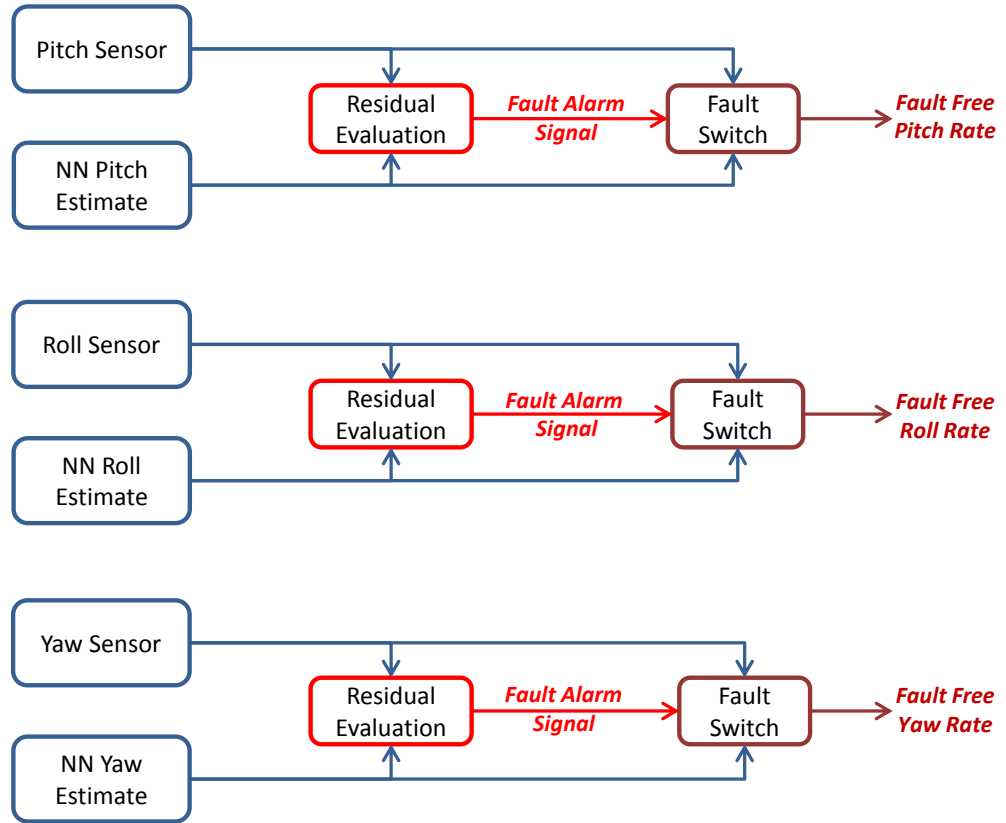 Pitch Sensor
Residual
Evaluation
Fault Alarm
Signal
Fault
Switch
Fault Free
Pitch Rate
NN Pitch
Estimate
Roll Sensor
Residual
Evaluation
Fault Alarm
Signal
Fault
Switch
Fault Free
Roll Rate
NN Roll
Estimate
Yaw Sensor
Residual
Evaluation
Fault Alarm
Signal
Fault
Switch
Fault Free
Yaw Rate
NN Yaw
Estimate